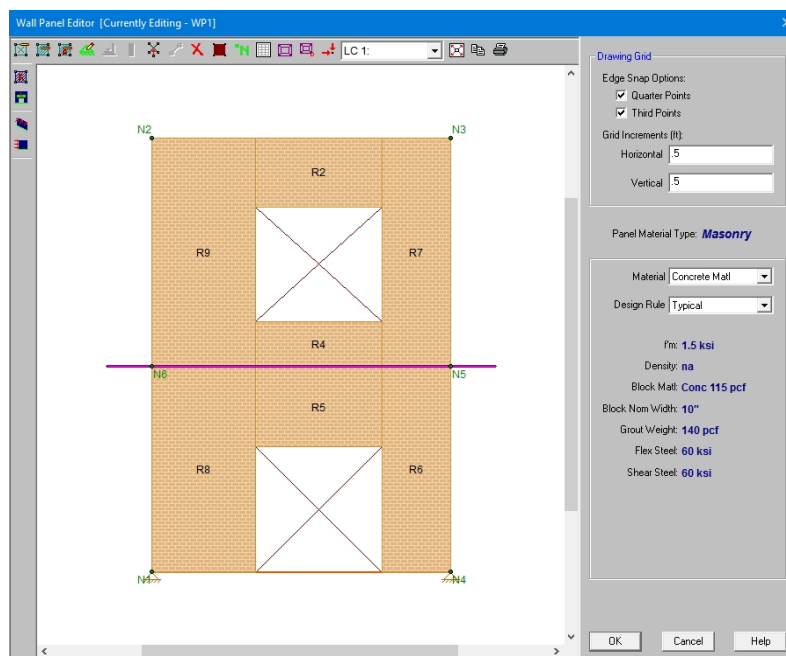 Wall Panel Editor [Currently Editing - WP1]
LC 1:
N2
N3
R2
R9
R7
R4
N6
N5
R5
R8
R6
N1
N4
Drawing Grid
Edge Snap Options:
Quarter Points
Third Points
Grid Increments (ft):
Horizontal .5
Vertical .5
Panel Material Type: Masonry
Material Concrete Matl
Design Rule Typical
f'm: 1.5 ksi
Density: na
Block Matl: Conc 115 pcf
Block Nom Width: 10"
Grout Weight: 140 pcf
Flex Steel: 60 ksi
Shear Steel: 60 ksi
OK Cancel Help